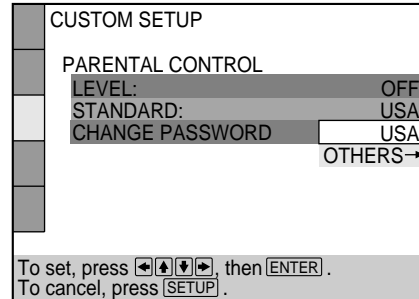 CUSTOM SETUP
PARENTAL CONTROL
LEVEL: OFF
STANDARD: USA
CHANGE PASSWORD USA
OTHERS→
To set, press ←↑↓→, then ENTER.
To cancel, press SETUP.